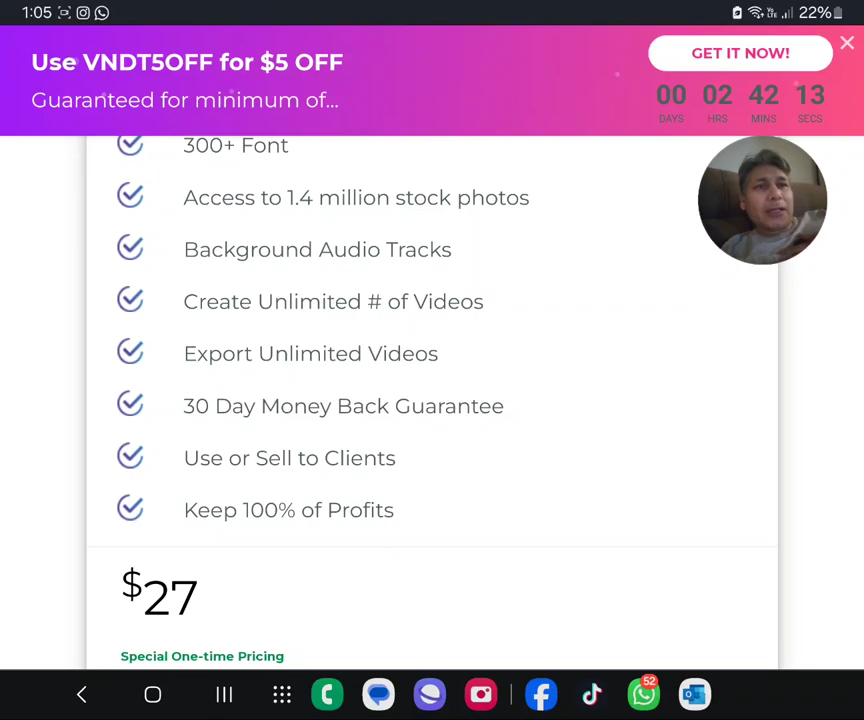 1:05
Vo
LTE
22%
Use VNDT5OFF for $5 OFF
GET IT NOW!
Guaranteed for minimum of...
00 02 42 13
DAYS HRS MINS SECS
300+ Font
Access to 1.4 million stock photos
Background Audio Tracks
Create Unlimited # of Videos
Export Unlimited Videos
30 Day Money Back Guarantee
Use or Sell to Clients
Keep 100% of Profits
$27
Special One-time Pricing
52